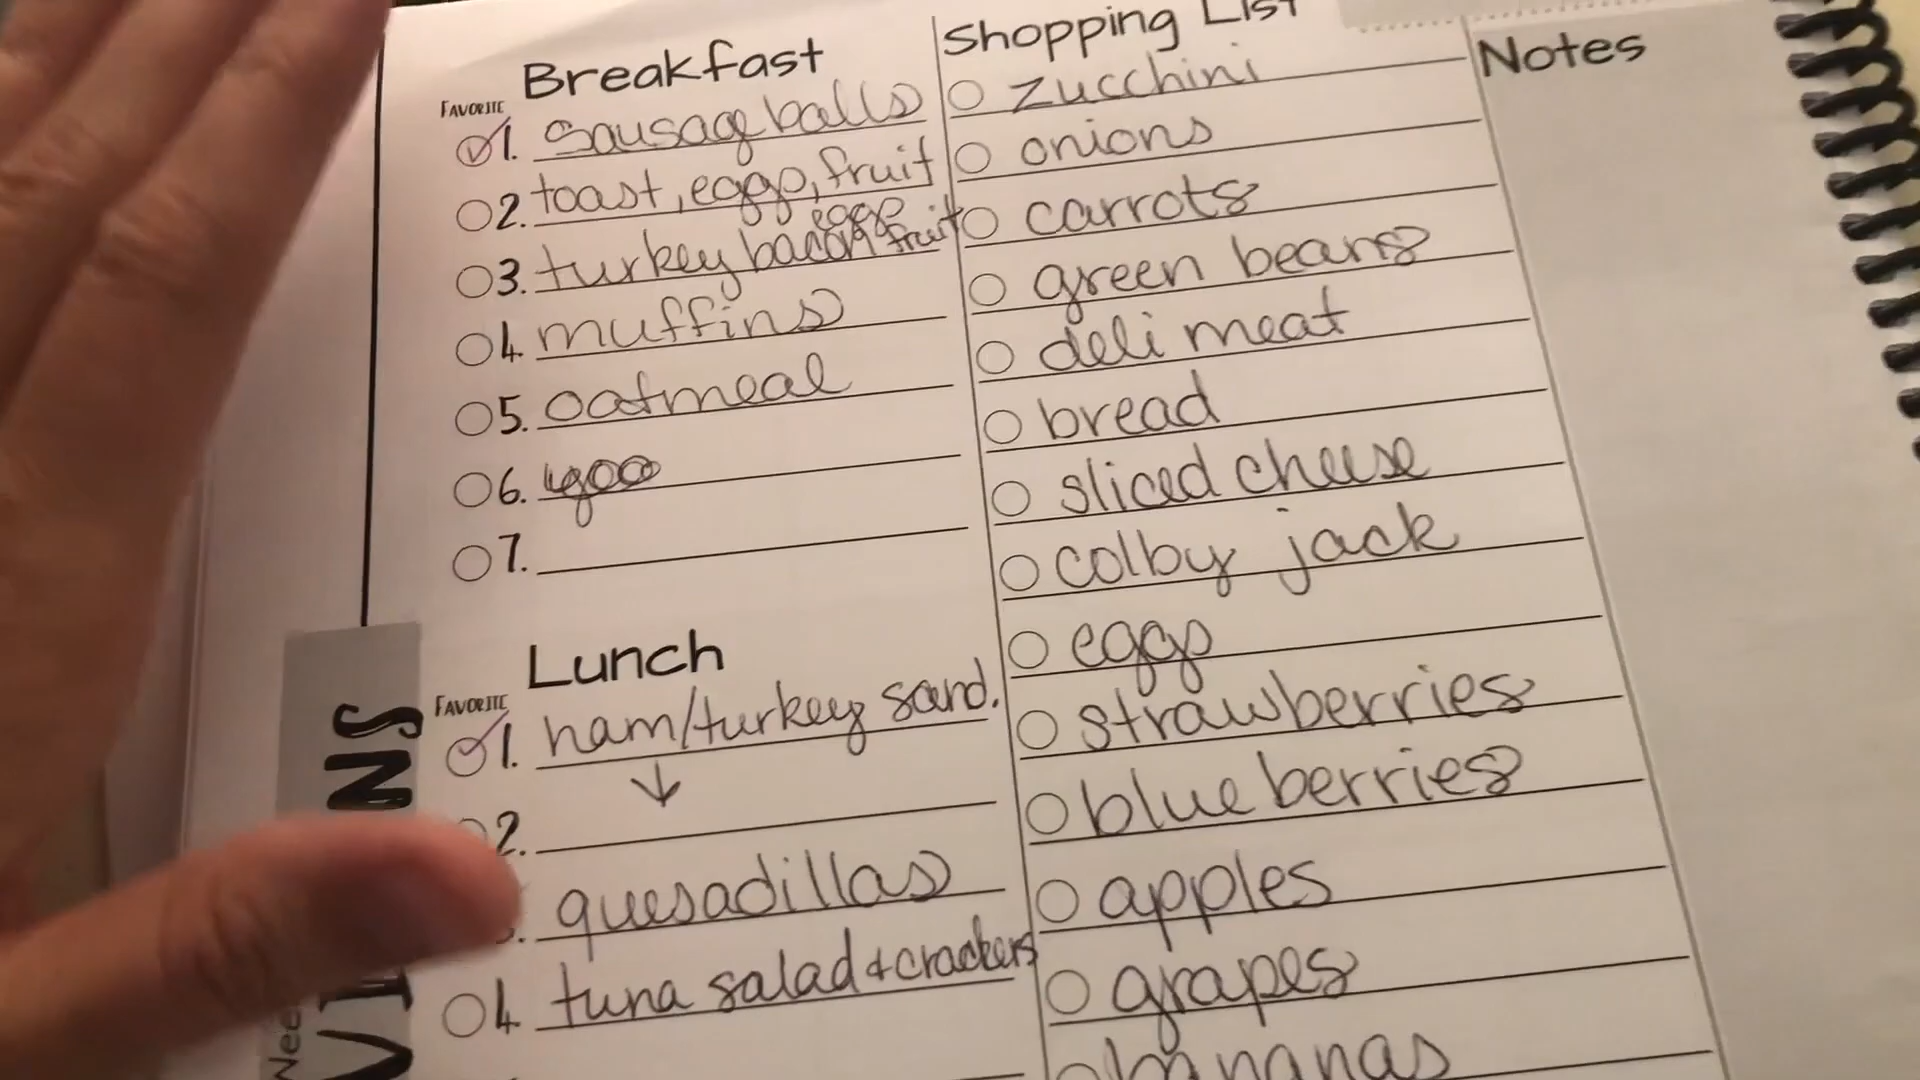 Breakfast
FAVORITE
1. sausage balls
2. toast, eggs, fruit
3. turkey bacon eggs fruit
4. muffins
5. oatmeal
6.
7.
Lunch
FAVORITE
1. ham/turkey sand.
2. ↓
quesadillas
4. tuna salad + crackers
Shopping List
zucchini
onions
carrots
green beans
deli meat
bread
sliced cheese
colby jack
eggs
strawberries
blueberries
apples
grapes
bananas
Notes